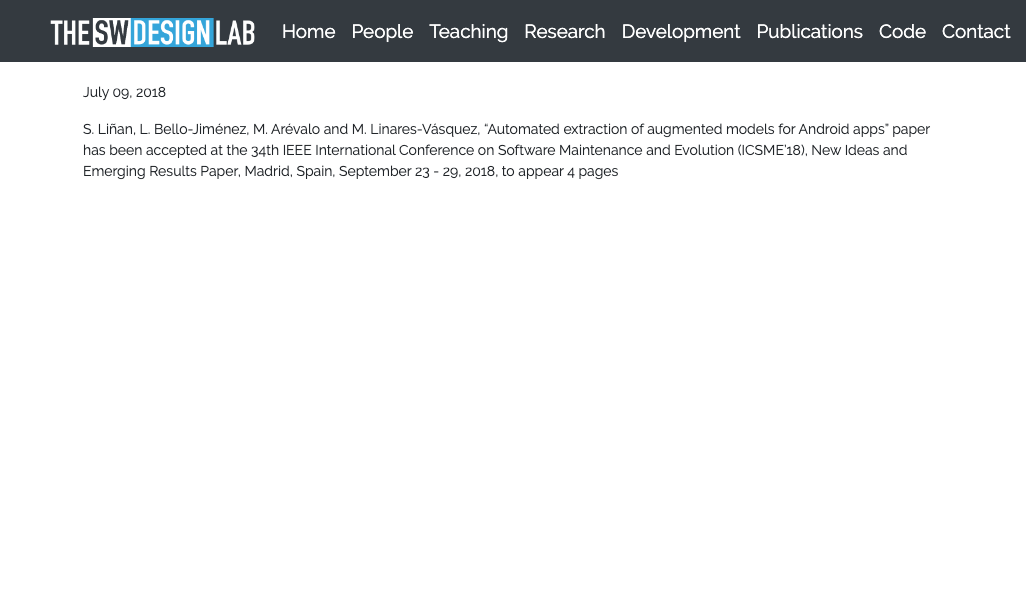 THE SW DESIGN LAB Home People Teaching Research Development Publications Code Contact
July 09, 2018
S. Liñan, L. Bello-Jiménez, M. Arévalo and M. Linares-Vásquez, “Automated extraction of augmented models for Android apps” paper
has been accepted at the 34th IEEE International Conference on Software Maintenance and Evolution (ICSME’18), New Ideas and
Emerging Results Paper, Madrid, Spain, September 23 - 29, 2018, to appear 4 pages